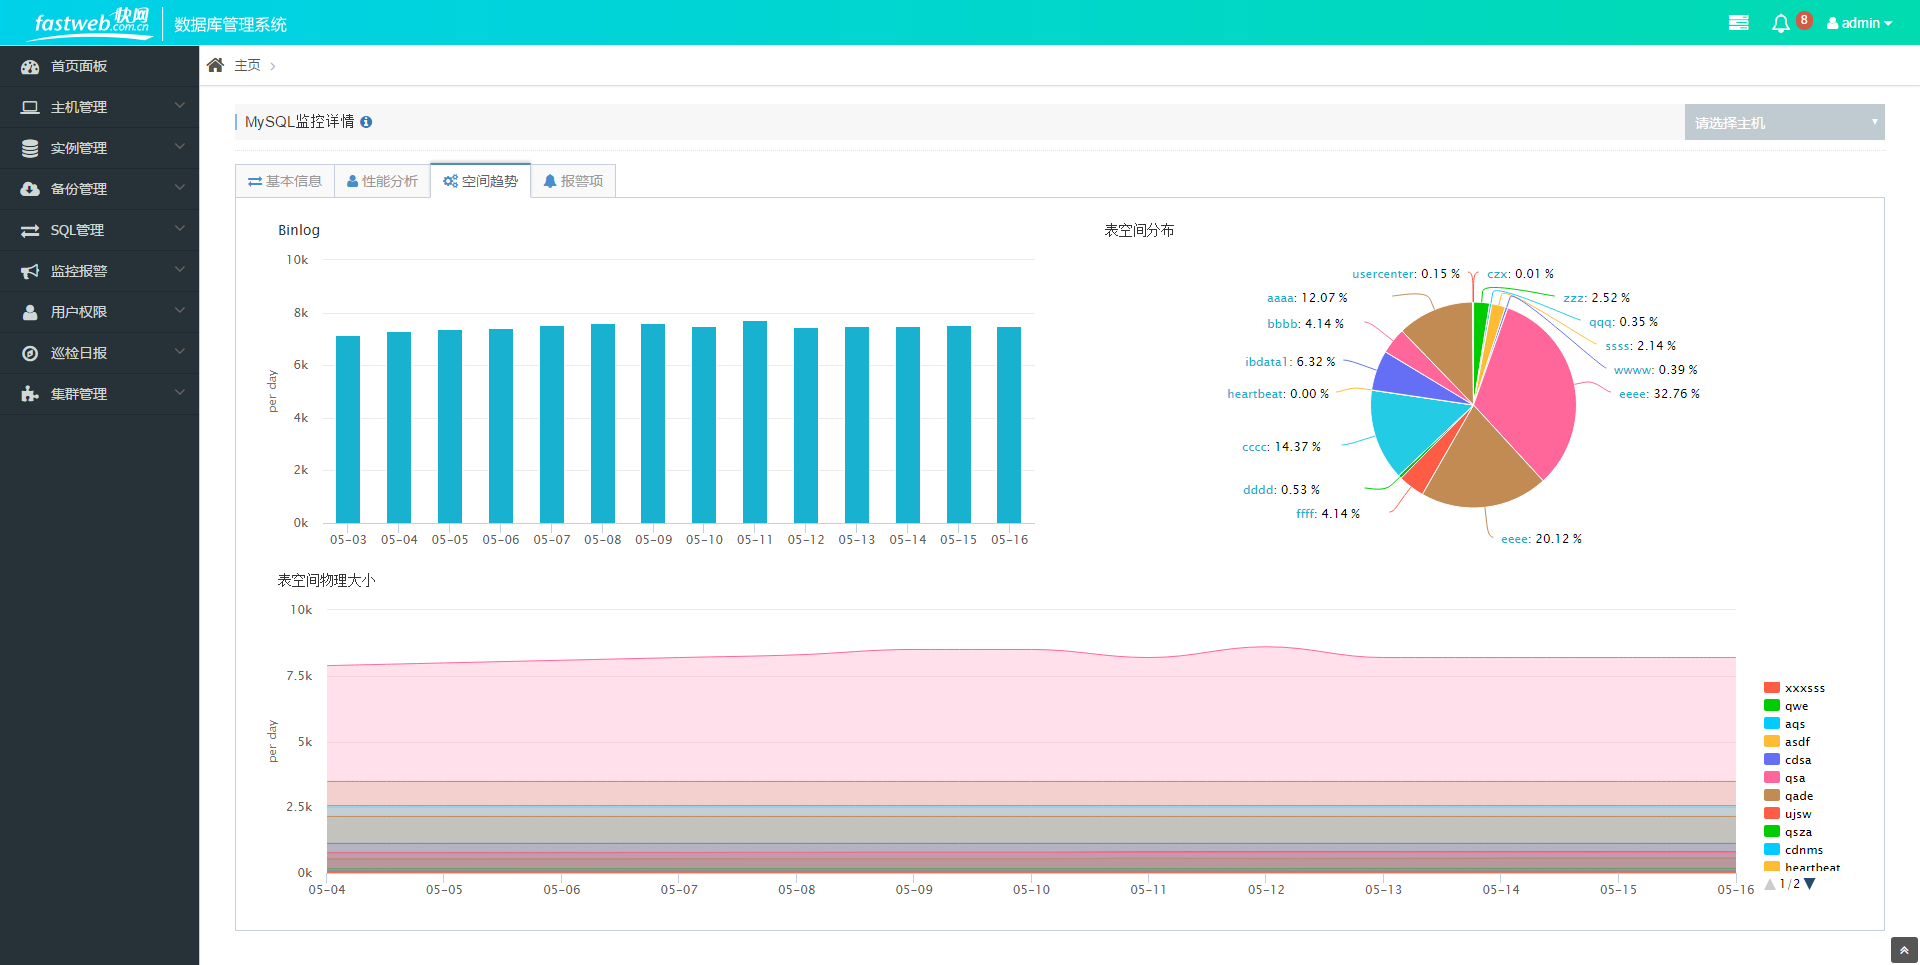 fastweb快网
.com.cn
数据库管理系统
8
admin
首页面板
主机管理
实例管理
备份管理
SQL管理
监控报警
用户权限
巡检日报
集群管理
主页
MySQL监控详情
请选择主机
基本信息
性能分析
空间趋势
报警项
Binlog
10k
8k
6k
4k
2k
0k
per day
05-03 05-04 05-05 05-06 05-07 05-08 05-09 05-10 05-11 05-12 05-13 05-14 05-15 05-16
表空间分布
usercenter: 0.15 %
czx: 0.01 %
aaaa: 12.07 %
zzz: 2.52 %
bbbb: 4.14 %
qqq: 0.35 %
ssss: 2.14 %
ibdata1: 6.32 %
wwww: 0.39 %
heartbeat: 0.00 %
eeee: 32.76 %
cccc: 14.37 %
dddd: 0.53 %
ffff: 4.14 %
eeee: 20.12 %
表空间物理大小
10k
7.5k
5k
2.5k
0k
per day
05-04 05-05 05-06 05-07 05-08 05-09 05-10 05-11 05-12 05-13 05-14 05-15 05-16
xxxsss
qwe
aqs
asdf
cdsa
qsa
qade
ujsw
qsza
cdnms
heartbeat
1/2